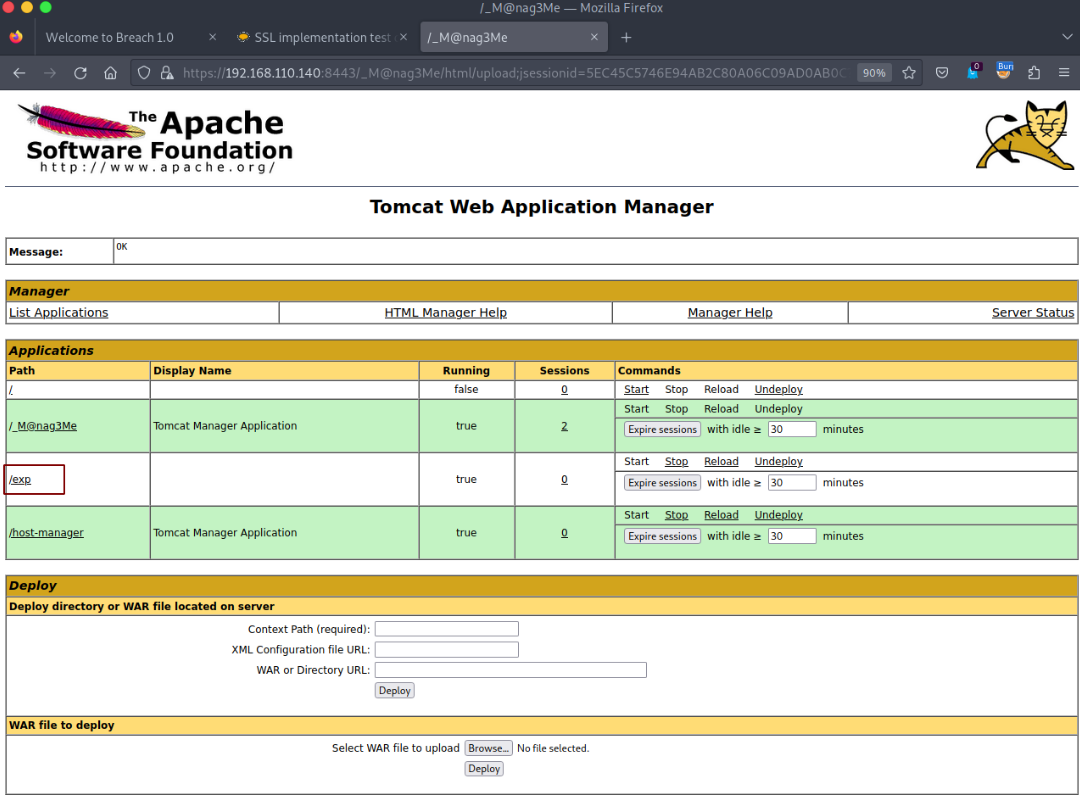 /_M@nag3Me — Mozilla Firefox
Welcome to Breach 1.0
SSL implementation test
/_M@nag3Me
https://192.168.110.140:8443/_M@nag3Me/html/upload;jsessionid=5EC45C5746E94AB2C80A06C09AD0AB0C
90%
0
Bur
The Apache
Software Foundation
http://www.apache.org/
Tomcat Web Application Manager
Message:
OK
Manager
List Applications
HTML Manager Help
Manager Help
Server Status
Applications
Path
Display Name
Running
Sessions
Commands
/
false
0
Start Stop Reload Undeploy
/_M@nag3Me
Tomcat Manager Application
true
2
Start Stop Reload Undeploy
Expire sessions with idle ≥ 30 minutes
/exp
true
0
Start Stop Reload Undeploy
Expire sessions with idle ≥ 30 minutes
/host-manager
Tomcat Manager Application
true
0
Start Stop Reload Undeploy
Expire sessions with idle ≥ 30 minutes
Deploy
Deploy directory or WAR file located on server
Context Path (required):
XML Configuration file URL:
WAR or Directory URL:
Deploy
WAR file to deploy
Select WAR file to upload Browse... No file selected.
Deploy